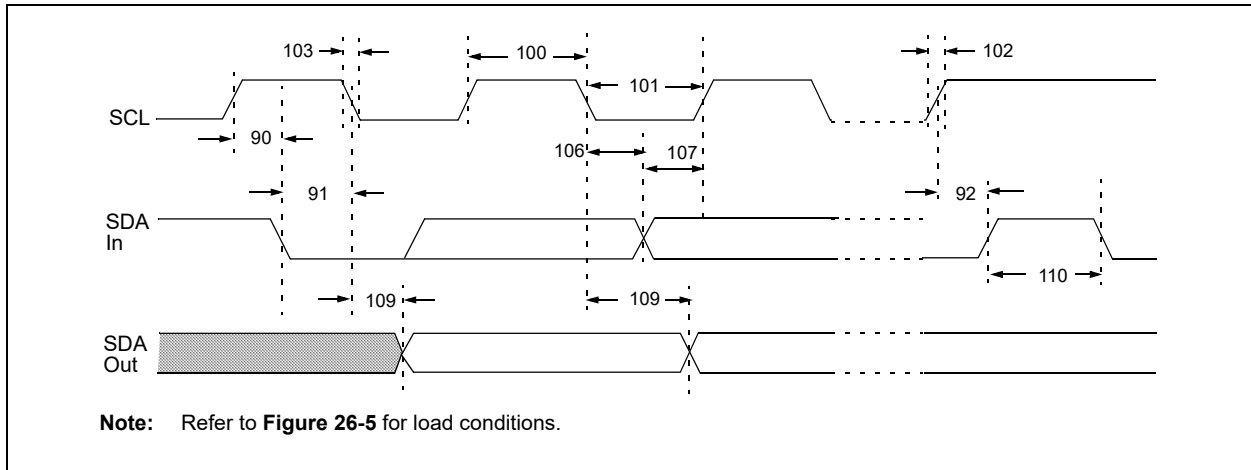 103
100
102
101
SCL
90
106
107
91
92
SDA
In
110
109
109
SDA
Out
Note: Refer to Figure 26-5 for load conditions.